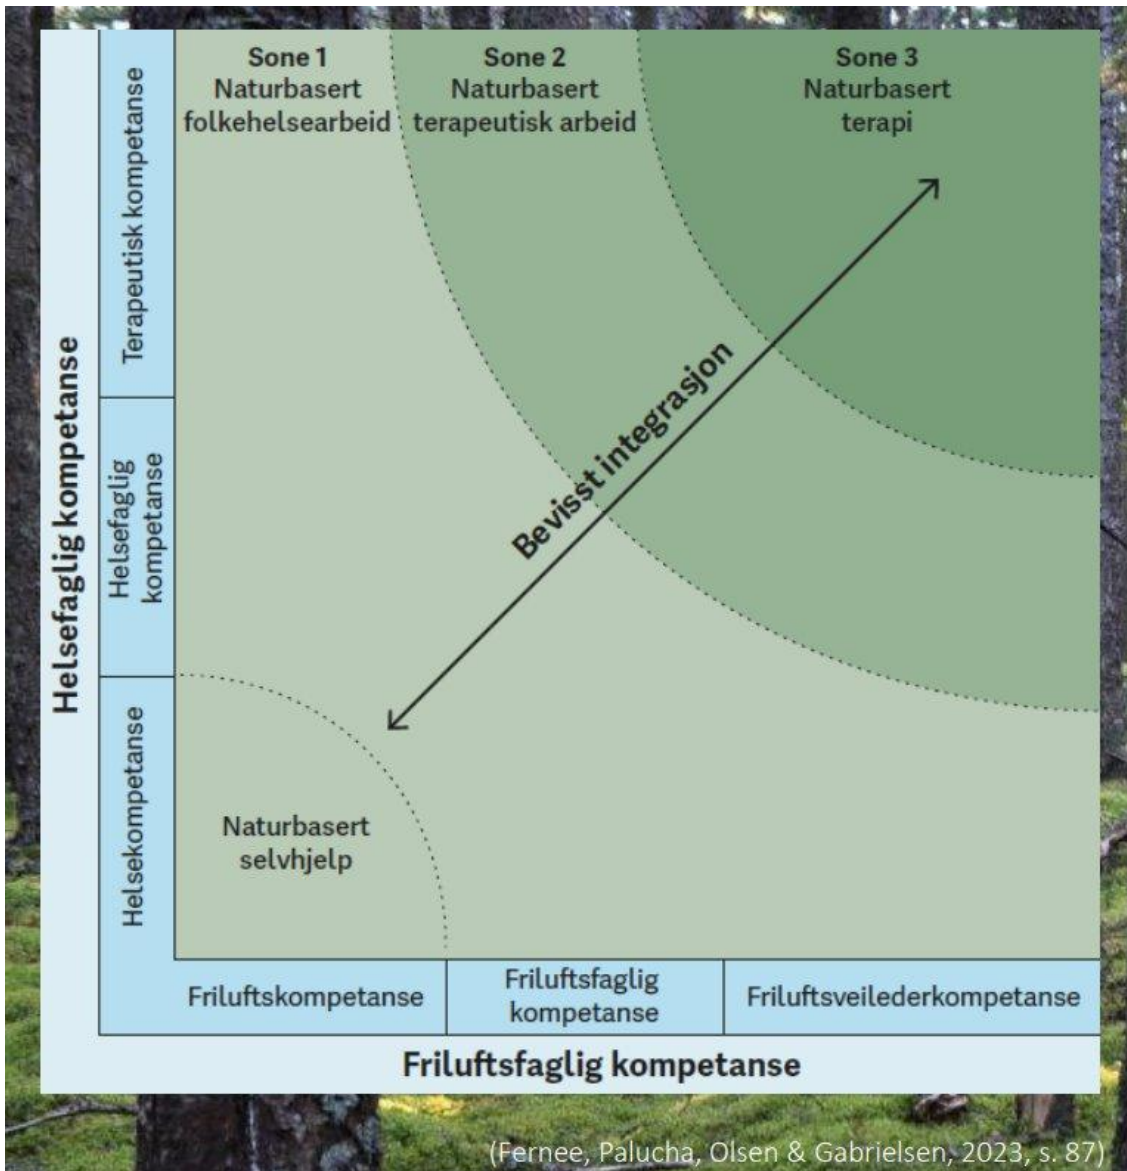 Sone 1
Naturbasert
folkehelsearbeid
Sone 2
Naturbasert
terapeutisk arbeid
Sone 3
Naturbasert
terapi
Helsefaglig kompetanse
Terapeutisk kompetanse
Helsefaglig
kompetanse
Helsekompetanse
Bevisst integrasjon
Naturbasert
selvhjelp
Friluftskompetanse
Friluftsfaglig
kompetanse
Friluftsveilederkompetanse
Friluftsfaglig kompetanse
(Fernee, Palucha, Olsen & Gabrielsen, 2023, s. 87)